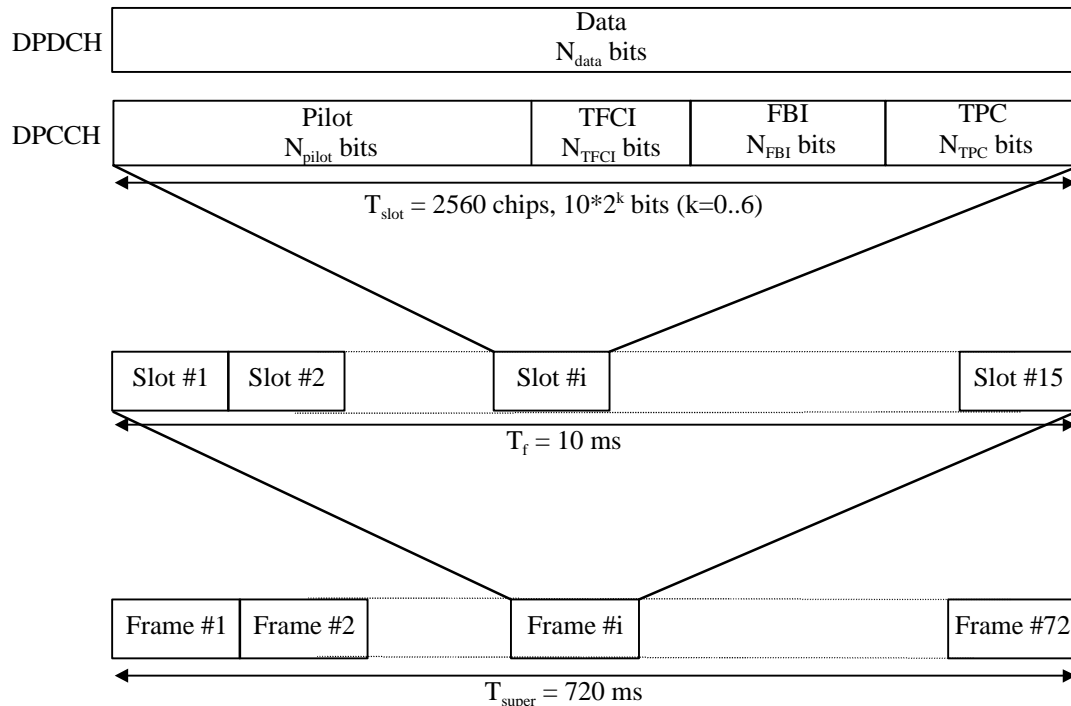 DPDCH
Data
N_data bits
DPCCH
Pilot
N_pilot bits
TFCI
N_TFCI bits
FBI
N_FBI bits
TPC
N_TPC bits
T_slot = 2560 chips, 10*2^k bits (k=0..6)
Slot #1
Slot #2
Slot #i
Slot #15
T_f = 10 ms
Frame #1
Frame #2
Frame #i
Frame #72
T_super = 720 ms